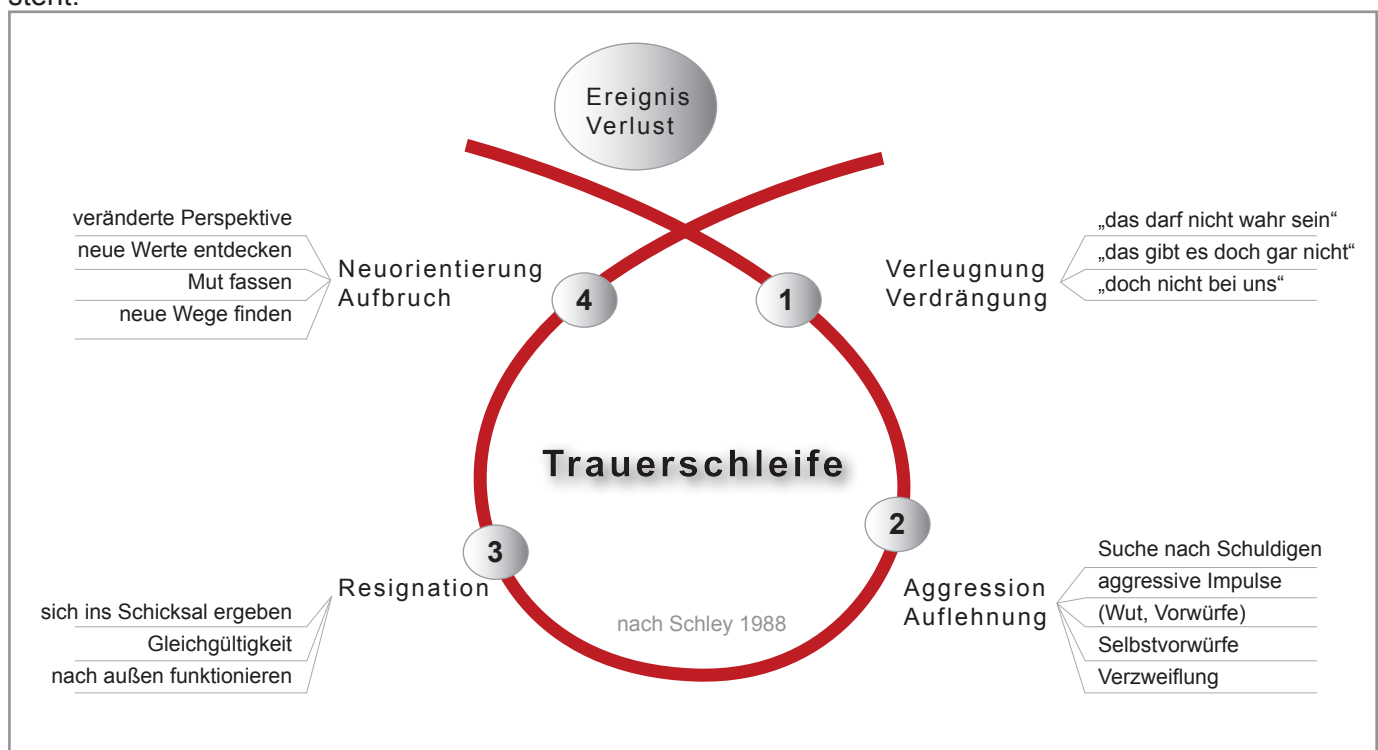 steht.
Ereignis
Verlust
veränderte Perspektive
neue Werte entdecken
Mut fassen
neue Wege finden
Neuorientierung
Aufbruch
4
1
Verleugnung
Verdrängung
„das darf nicht wahr sein“
„das gibt es doch gar nicht“
„doch nicht bei uns“
Trauerschleife
3
2
Resignation
sich ins Schicksal ergeben
Gleichgültigkeit
nach außen funktionieren
nach Schley 1988
Aggression
Auflehnung
Suche nach Schuldigen
aggressive Impulse
(Wut, Vorwürfe)
Selbstvorwürfe
Verzweiflung